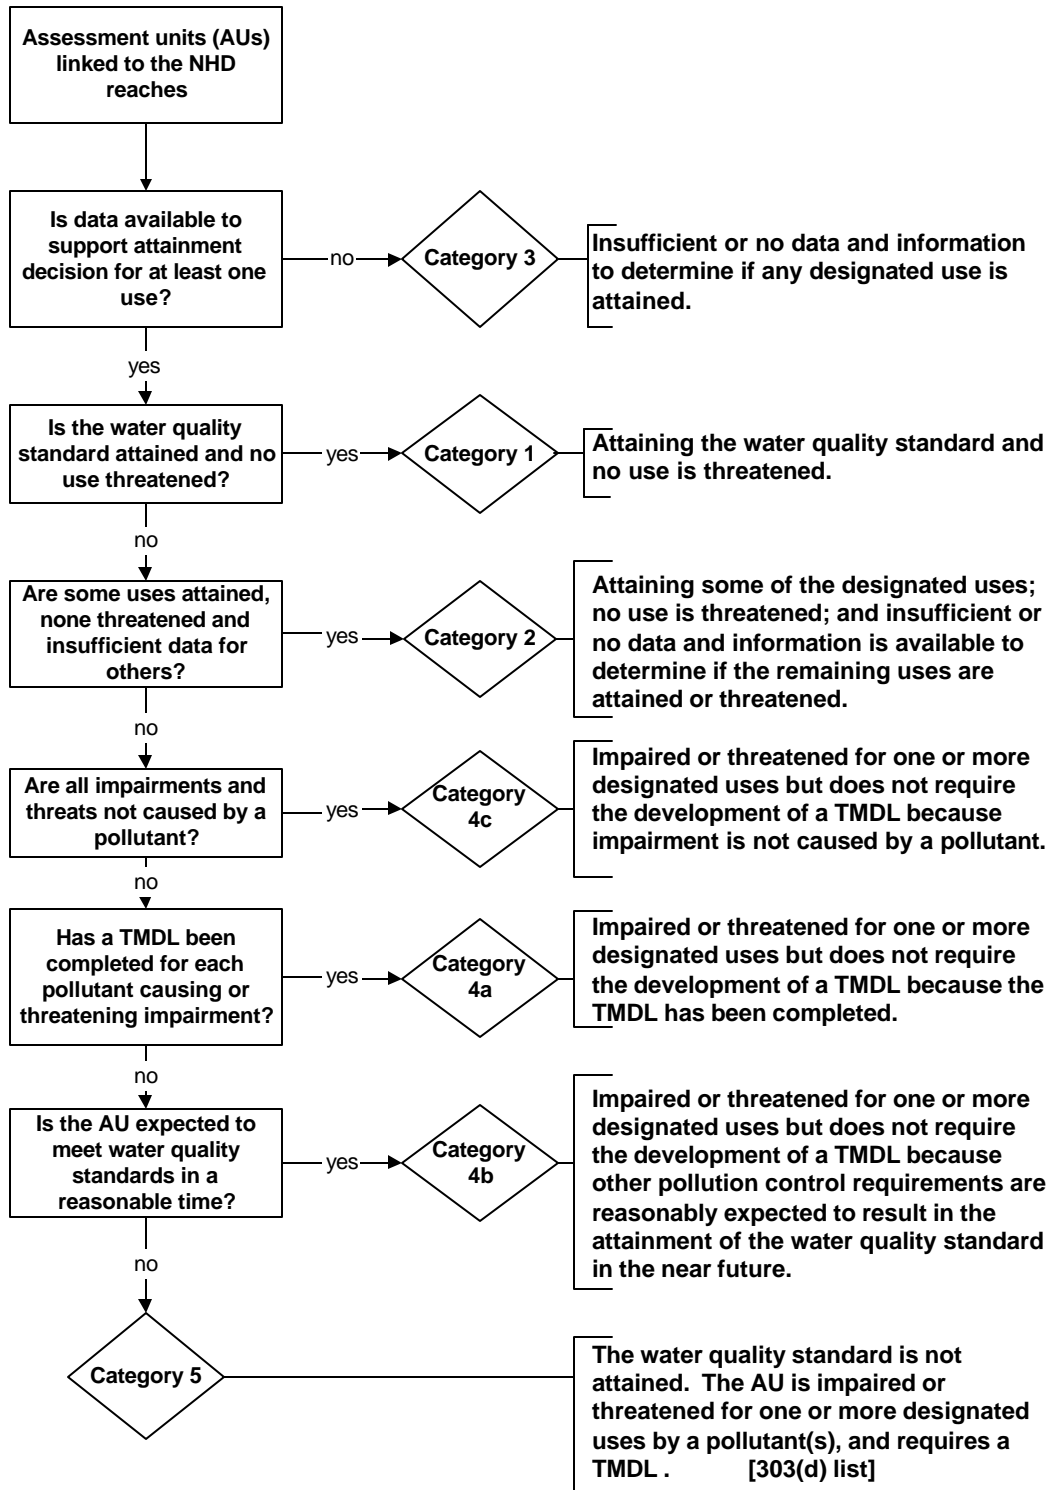 Assessment units (AUs)
linked to the NHD
reaches
Is data available to
support attainment
decision for at least one
use?
no
Category 3
Insufficient or no data and information
to determine if any designated use is
attained.
yes
Is the water quality
standard attained and no
use threatened?
yes
Category 1
Attaining the water quality standard and
no use is threatened.
no
Are some uses attained,
none threatened and
insufficient data for
others?
yes
Category 2
Attaining some of the designated uses;
no use is threatened; and insufficient or
no data and information is available to
determine if the remaining uses are
attained or threatened.
no
Are all impairments and
threats not caused by a
pollutant?
yes
Category
4c
Impaired or threatened for one or more
designated uses but does not require
the development of a TMDL because
impairment is not caused by a pollutant.
no
Has a TMDL been
completed for each
pollutant causing or
threatening impairment?
yes
Category
4a
Impaired or threatened for one or more
designated uses but does not require
the development of a TMDL because the
TMDL has been completed.
no
Is the AU expected to
meet water quality
standards in a
reasonable time?
yes
Category
4b
Impaired or threatened for one or more
designated uses but does not require
the development of a TMDL because
other pollution control requirements are
reasonably expected to result in the
attainment of the water quality standard
in the near future.
no
Category 5
The water quality standard is not
attained.  The AU is impaired or
threatened for one or more designated
uses by a pollutant(s), and requires a
TMDL .          [303(d) list]